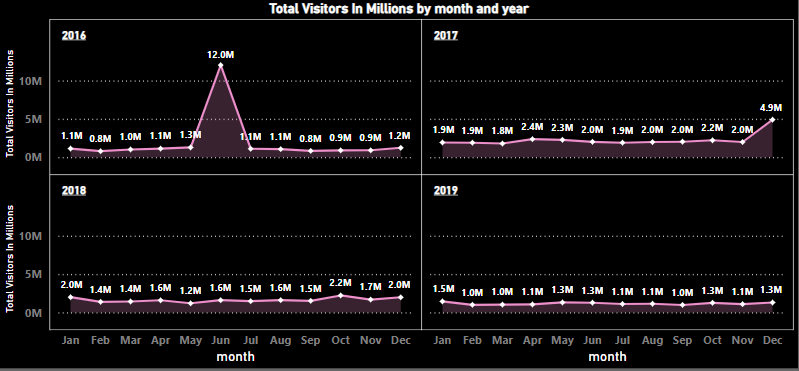 Total Visitors In Millions by month and year
2016
2017
12.0M
10M
5M
0M
1.1M 0.8M 1.0M 1.1M 1.3M 1.1M 1.1M 0.8M 0.9M 0.9M 1.2M
1.9M 1.9M 1.8M 2.4M 2.3M 2.0M 1.9M 2.0M 2.0M 2.2M 2.0M 4.9M
Total Visitors In Millions
2018
2019
10M
5M
0M
2.0M 1.4M 1.4M 1.6M 1.2M 1.6M 1.5M 1.6M 1.5M 2.2M 1.7M 2.0M
1.5M 1.0M 1.0M 1.1M 1.3M 1.3M 1.1M 1.1M 1.0M 1.3M 1.1M 1.3M
Total Visitors In Millions
Jan Feb Mar Apr May Jun Jul Aug Sep Oct Nov Dec
Jan Feb Mar Apr May Jun Jul Aug Sep Oct Nov Dec
month
month